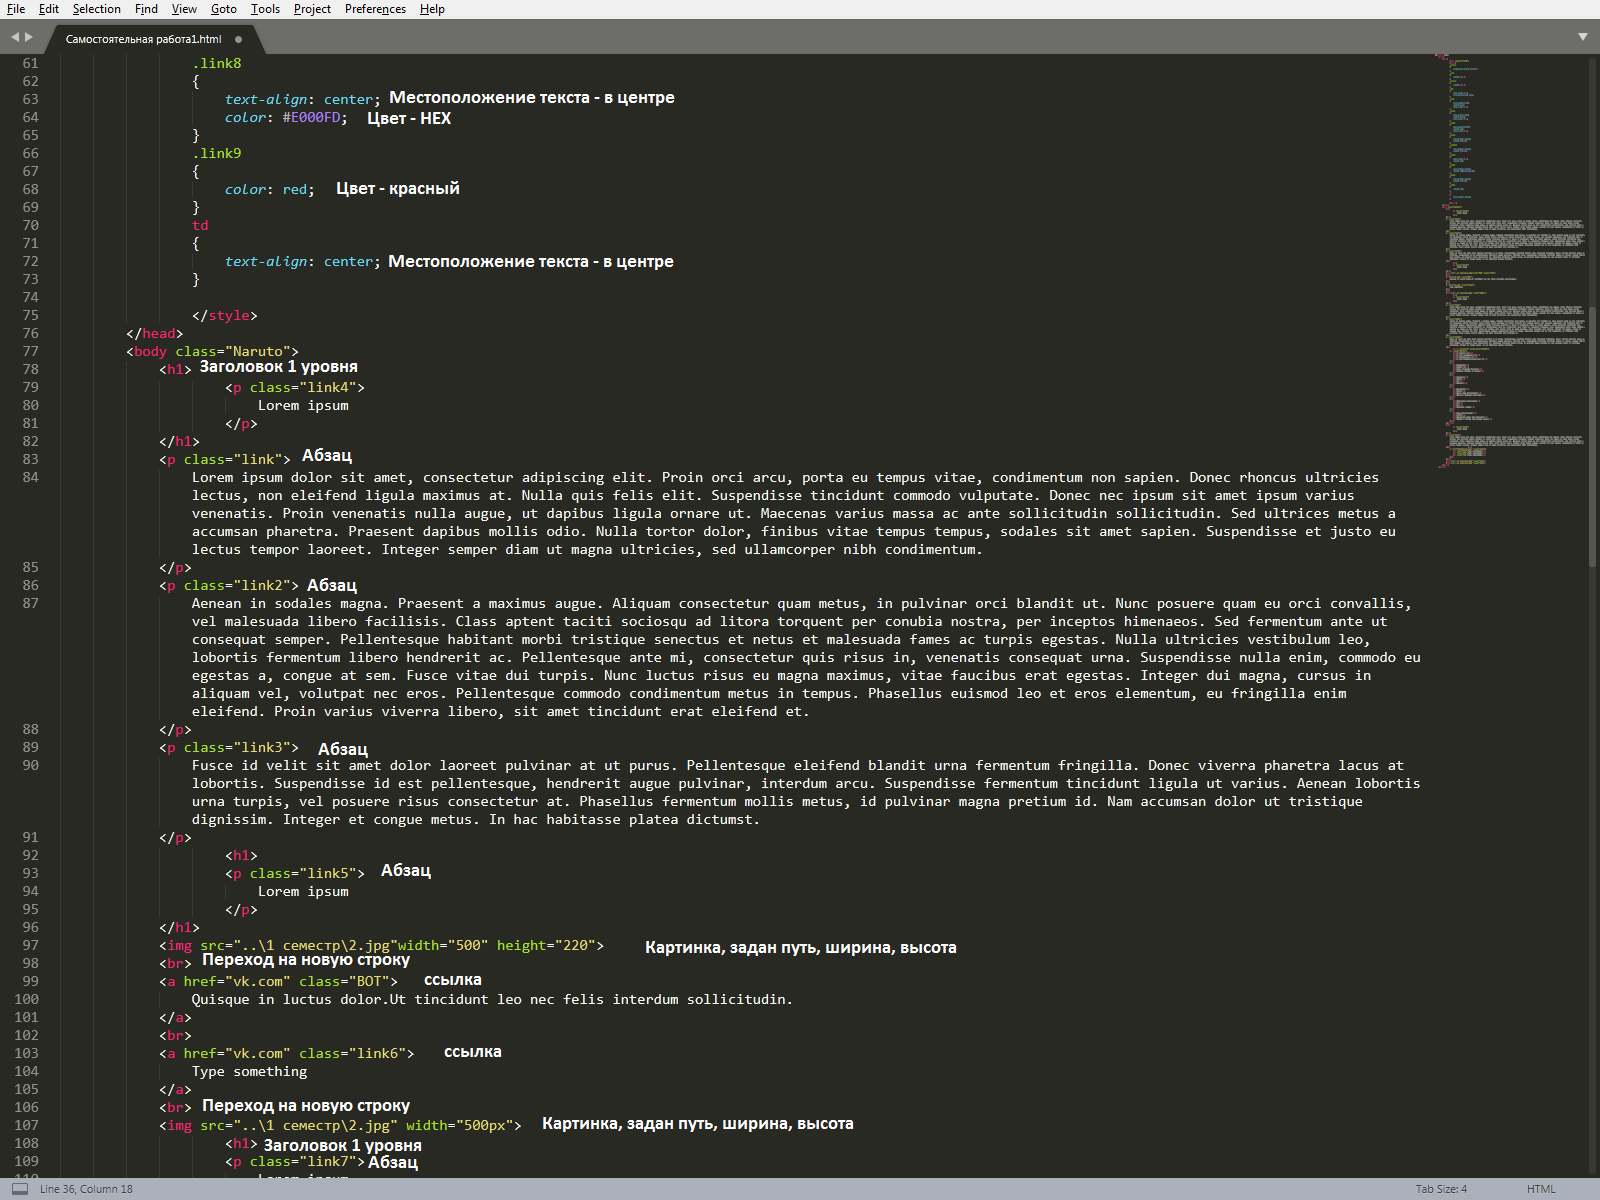 File Edit Selection Find View Goto Tools Project Preferences Help
Самостоятельная работа1.html
61 .link8
62 {
63 text-align: center; Местоположение текста - в центре
64 color: #E000FD; Цвет - HEX
65 }
66 .link9
67 {
68 color: red; Цвет - красный
69 }
70 td
71 {
72 text-align: center; Местоположение текста - в центре
73 }
74
75 </style>
76 </head>
77 <body class="Naruto">
78 <h1> Заголовок 1 уровня
79 <p class="link4">
80 Lorem ipsum
81 </p>
82 </h1>
83 <p class="link"> Абзац
84 Lorem ipsum dolor sit amet, consectetur adipiscing elit. Proin orci arcu, porta eu tempus vitae, condimentum non sapien. Donec rhoncus ultricies
lectus, non eleifend ligula maximus at. Nulla quis felis elit. Suspendisse tincidunt commodo vulputate. Donec nec ipsum sit amet ipsum varius
venenatis. Proin venenatis nulla augue, ut dapibus ligula ornare ut. Maecenas varius massa ac ante sollicitudin sollicitudin. Sed ultrices metus a
accumsan pharetra. Praesent dapibus mollis odio. Nulla tortor dolor, finibus vitae tempus tempus, sodales sit amet sapien. Suspendisse et justo eu
lectus tempor laoreet. Integer semper diam ut magna ultricies, sed ullamcorper nibh condimentum.
85 </p>
86 <p class="link2"> Абзац
87 Aenean in sodales magna. Praesent a maximus augue. Aliquam consectetur quam metus, in pulvinar orci blandit ut. Nunc posuere quam eu orci convallis,
vel malesuada libero facilisis. Class aptent taciti sociosqu ad litora torquent per conubia nostra, per inceptos himenaeos. Sed fermentum ante ut
consequat semper. Pellentesque habitant morbi tristique senectus et netus et malesuada fames ac turpis egestas. Nulla ultricies vestibulum leo,
lobortis fermentum libero hendrerit ac. Pellentesque ante mi, consectetur quis risus in, venenatis consequat urna. Suspendisse nulla enim, commodo eu
egestas a, congue at sem. Fusce vitae dui turpis. Nunc luctus risus eu magna maximus, vitae faucibus erat egestas. Integer dui magna, cursus in
aliquam vel, volutpat nec eros. Pellentesque commodo condimentum metus in tempus. Phasellus euismod leo et eros elementum, eu fringilla enim
eleifend. Proin varius viverra libero, sit amet tincidunt erat eleifend et.
88 </p>
89 <p class="link3"> Абзац
90 Fusce id velit sit amet dolor laoreet pulvinar at ut purus. Pellentesque eleifend blandit urna fermentum fringilla. Donec viverra pharetra lacus at
lobortis. Suspendisse id est pellentesque, hendrerit augue pulvinar, interdum arcu. Suspendisse fermentum tincidunt ligula ut varius. Aenean lobortis
urna turpis, vel posuere risus consectetur at. Phasellus fermentum mollis metus, id pulvinar magna pretium id. Nam accumsan dolor ut tristique
dignissim. Integer et congue metus. In hac habitasse platea dictumst.
91 </p>
92 <h1>
93 <p class="link5"> Абзац
94 Lorem ipsum
95 </p>
96 </h1>
97 <img src="..\1 семестр\2.jpg"width="500" height="220"> Картинка, задан путь, ширина, высота
98 <br> Переход на новую строку
99 <a href="vk.com" class="BOT"> ссылка
100 Quisque in luctus dolor.Ut tincidunt leo nec felis interdum sollicitudin.
101 </a>
102 <br>
103 <a href="vk.com" class="link6"> ссылка
104 Type something
105 </a>
106 <br> Переход на новую строку
107 <img src="..\1 семестр\2.jpg" width="500px"> Картинка, задан путь, ширина, высота
108 <h1> Заголовок 1 уровня
109 <p class="link7"> Абзац
Line 36, Column 18 Tab Size: 4 HTML